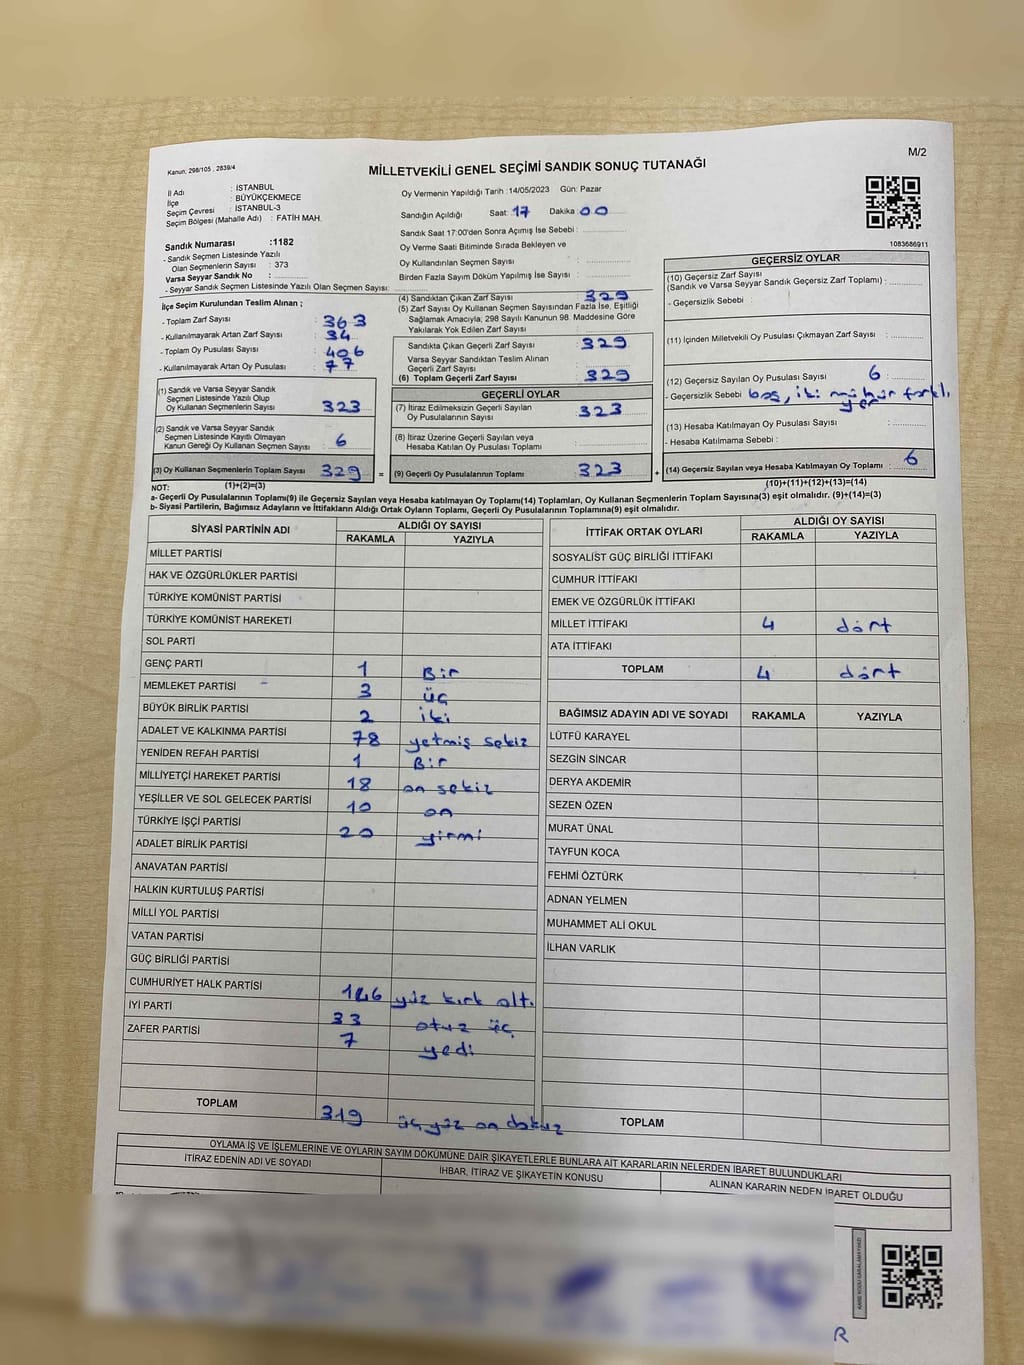 M/2
Kanun, 298/105 , 2839/4
MİLLETVEKİLİ GENEL SEÇİMİ SANDIK SONUÇ TUTANAĞI
İl Adı : İSTANBUL
İlçe : BÜYÜKÇEKMECE
Seçim Çevresi : İSTANBUL-3
Seçim Bölgesi (Mahalle Adı) : FATİH MAH.
Sandık Numarası :1182
- Sandık Seçmen Listesinde Yazılı
Olan Seçmenlerin Sayısı : 373
Varsa Seyyar Sandık No :
- Seyyar Sandık Seçmen Listesinde Yazılı Olan Seçmen Sayısı:
Oy Vermenin Yapıldığı Tarih :14/05/2023 Gün: Pazar
Sandığın Açıldığı Saat: 17 Dakika 00
Sandık Saat 17:00'den Sonra Açımış İse Sebebi :
Oy Verme Saati Bitiminde Sırada Bekleyen ve
Oy Kullandırılan Seçmen Sayısı :
Birden Fazla Sayım Döküm Yapılmış İse Sayısı :
1083686911
İlçe Seçim Kurulundan Teslim Alınan ;
- Toplam Zarf Sayısı : 363
- Kullanılmayarak Artan Zarf Sayısı : 34
- Toplam Oy Pusulası Sayısı : 406
- Kullanılmayarak Artan Oy Pusulası : 77
(1) Sandık ve Varsa Seyyar Sandık
Seçmen Listesinde Yazılı Olup
Oy Kullanan Seçmenlerin Sayısı : 323
(2) Sandık ve Varsa Seyyar Sandık
Seçmen Listesinde Kayıtlı Olmayan
Kanun Gereği Oy Kullanan Seçmen Sayısı : 6
(3) Oy Kullanan Seçmenlerin Toplam Sayısı : 329
(1)+(2)=(3)
(4) Sandıktan Çıkan Zarf Sayısı : 329
(5) Zarf Sayısı Oy Kullanan Seçmen Sayısından Fazla İse, Eşitliği
Sağlamak Amacıyla, 298 Sayılı Kanunun 98. Maddesine Göre
Yakılarak Yok Edilen Zarf Sayısı :
Sandıkta Çıkan Geçerli Zarf Sayısı : 329
Varsa Seyyar Sandıktan Teslim Alınan
Geçerli Zarf Sayısı :
(6) Toplam Geçerli Zarf Sayısı : 329
GEÇERLİ OYLAR
(7) İtiraz Edilmeksizin Geçerli Sayılan
Oy Pusulalarının Sayısı : 323
(8) İtiraz Üzerine Geçerli Sayılan veya
Hesaba Katılan Oy Pusulası Toplamı :
= (9) Geçerli Oy Pusulalarının Toplamı : 323 +
GEÇERSİZ OYLAR
(10) Geçersiz Zarf Sayısı
(Sandık ve Varsa Seyyar Sandık Geçersiz Zarf Toplamı) :
- Geçersizlik Sebebi :
(11) İçinden Milletvekili Oy Pusulası Çıkmayan Zarf Sayısı :
(12) Geçersiz Sayılan Oy Pusulası Sayısı : 6
- Geçersizlik Sebebi : boş, iki mühür farklı
yer
(13) Hesaba Katılmayan Oy Pusulası Sayısı :
- Hesaba Katılmama Sebebi :
(14) Geçersiz Sayılan veya Hesaba Katılmayan Oy Toplamı : 6
(10)+(11)+(12)+(13)=(14)
NOT:
a- Geçerli Oy Pusulalarının Toplamı(9) ile Geçersiz Sayılan veya Hesaba katılmayan Oy Toplamı(14) Toplamları, Oy Kullanan Seçmenlerin Toplam Sayısına(3) eşit olmalıdır. (9)+(14)=(3)
b- Siyasi Partilerin, Bağımsız Adayların ve İttifakların Aldığı Ortak Oyların Toplamı, Geçerli Oy Pusulalarının Toplamına(9) eşit olmalıdır.
SİYASİ PARTİNİN ADI ALDIĞI OY SAYISI
RAKAMLA YAZIYLA
MİLLET PARTİSİ
HAK VE ÖZGÜRLÜKLER PARTİSİ
TÜRKİYE KOMÜNİST PARTİSİ
TÜRKİYE KOMÜNİST HAREKETİ
SOL PARTİ
GENÇ PARTİ 1 Bir
MEMLEKET PARTİSİ 3 üç
BÜYÜK BİRLİK PARTİSİ 2 iki
ADALET VE KALKINMA PARTİSİ 78 yetmiş sekiz
YENİDEN REFAH PARTİSİ 1 Bir
MİLLİYETÇİ HAREKET PARTİSİ 18 on sekiz
YEŞİLLER VE SOL GELECEK PARTİSİ 10 on
TÜRKİYE İŞÇİ PARTİSİ 20 yirmi
ADALET BİRLİK PARTİSİ
ANAVATAN PARTİSİ
HALKIN KURTULUŞ PARTİSİ
MİLLİ YOL PARTİSİ
VATAN PARTİSİ
GÜÇ BİRLİĞİ PARTİSİ
CUMHURİYET HALK PARTİSİ 146 yüz kırk altı
İYİ PARTİ 33 otuz üç
ZAFER PARTİSİ 7 yedi
TOPLAM 319 üç yüz on dokuz
İTTİFAK ORTAK OYLARI ALDIĞI OY SAYISI
RAKAMLA YAZIYLA
SOSYALİST GÜÇ BİRLİĞİ İTTİFAKI
CUMHUR İTTİFAKI
EMEK VE ÖZGÜRLÜK İTTİFAKI
MİLLET İTTİFAKI 4 dört
ATA İTTİFAKI
TOPLAM 4 dört
BAĞIMSIZ ADAYIN ADI VE SOYADI RAKAMLA YAZIYLA
LÜTFÜ KARAYEL
SEZGİN SİNCAR
DERYA AKDEMİR
SEZEN ÖZEN
MURAT ÜNAL
TAYFUN KOCA
FEHMİ ÖZTÜRK
ADNAN YELMEN
MUHAMMET ALİ OKUL
İLHAN VARLIK
TOPLAM
OYLAMA İŞ VE İŞLEMLERİNE VE OYLARIN SAYIM DÖKÜMÜNE DAİR ŞİKAYETLERLE BUNLARA AİT KARARLARIN NELERDEN İBARET BULUNDUKLARI
İTİRAZ EDENİN ADI VE SOYADI İHBAR, İTİRAZ VE ŞİKAYETİN KONUSU ALINAN KARARIN NEDEN İBARET OLDUĞU
R